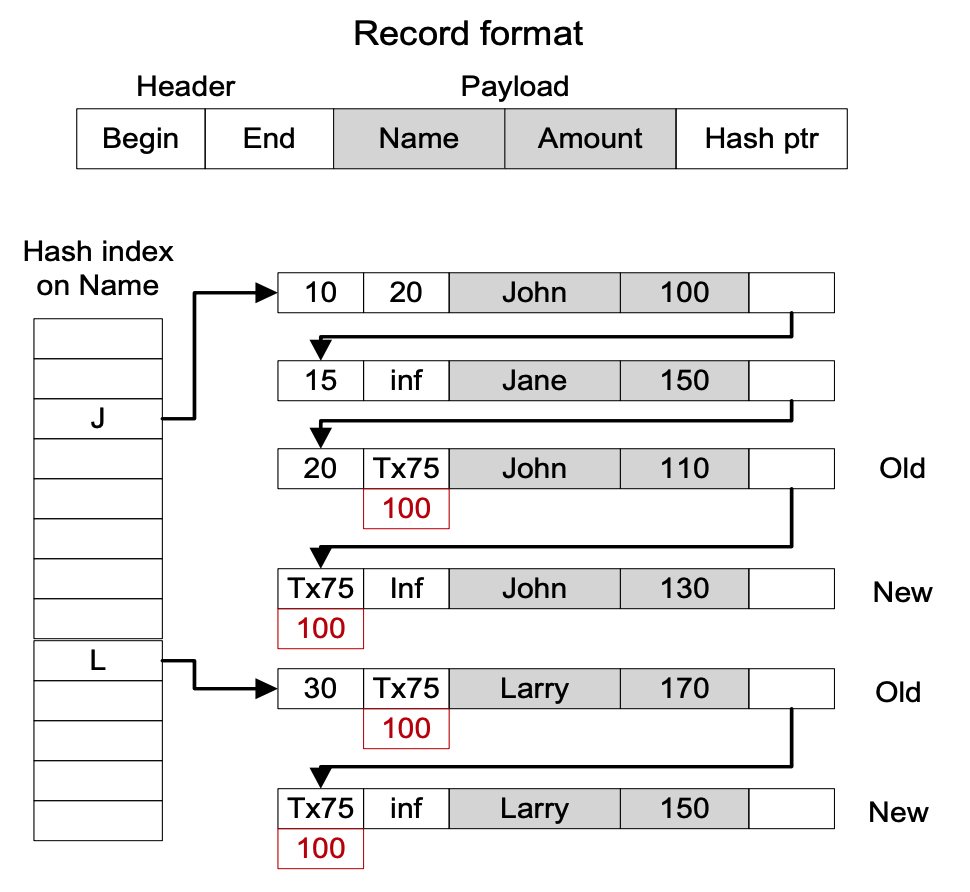 Record format
Header Payload
Begin End Name Amount Hash ptr
Hash index
on Name
10 20 John 100
15 inf Jane 150
J
20 Tx75 John 110 Old
100
Tx75 Inf John 130 New
100
L
30 Tx75 Larry 170 Old
100
Tx75 inf Larry 150 New
100